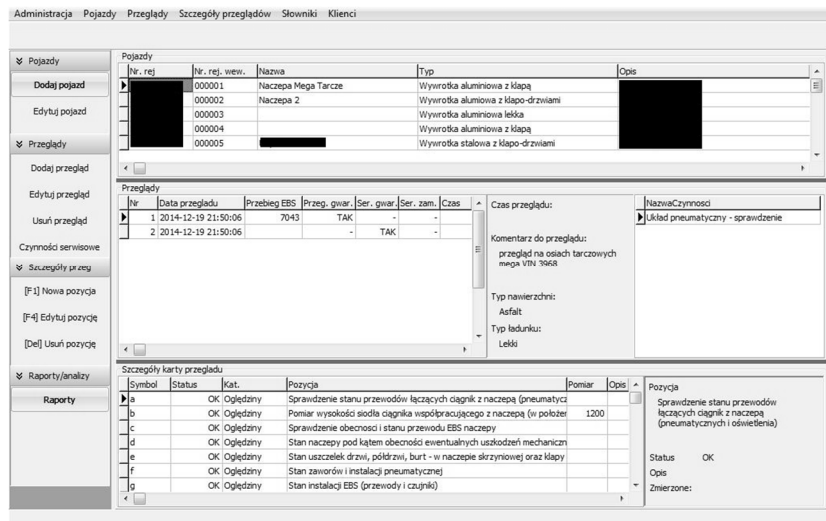 Administracja Pojazdy Przeglądy Szczegóły przeglądów Słowniki Klienci
Pojazdy
Dodaj pojazd
Edytuj pojazd
Przeglądy
Dodaj przegląd
Edytuj przegląd
Usuń przegląd
Czynności serwisowe
Szczegóły przeg
[F1] Nowa pozycja
[F4] Edytuj pozycję
[Del] Usuń pozycję
Raporty/analizy
Raporty
Pojazdy
Nr. rej Nr. rej. wew. Nazwa Typ Opis
000001 Naczepa Mega Tarcze Wywrotka aluminiowa z klapą
000002 Naczepa 2 Wywrotka alumiowa z klapo-drzwiami
000003 Wywrotka aluminiowa lekka
000004 Wywrotka aluminiowa z klapą
000005 Wywrotka stalowa z klapo-drzwiami
Przeglądy
Nr Data przegladu Przebieg EBS Przeg. gwar. Ser. gwar. Ser. zam. Czas
1 2014-12-19 21:50:06 7043 TAK - -
2 2014-12-19 21:50:06 - TAK -
Czas przeglądu:
Komentarz do przeglądu:
przegląd na osiach tarczowych
mega VIN 3968
Typ nawierzchni:
Asfalt
Typ ładunku:
Lekki
NazwaCzynnosci
Układ pneumatyczny - sprawdzenie
Szczegóły karty przegladu
Symbol Status Kat. Pozycja Pomiar Opis
a OK Oględziny Sprawdzenie stanu przewodów łączących ciągnik z naczepą (pneumatycz
b OK Oględziny Pomiar wysokości siodła ciągnika współpracującego z naczepą (w położer 1200
c OK Oględziny Sprawdzenie obecnosci i stanu przewodu EBS naczepy
d OK Oględziny Stan naczepy pod kątem obecności ewentualnych uszkodzeń mechaniczn
e OK Oględziny Stan uszczelek drzwi, półdrzwi, burt - w naczepie skrzyniowej oraz klapy
f OK Oględziny Stan zaworów i instalacji pneumatycznej
g OK Oględziny Stan instalacji EBS (przewody i czujniki)
Pozycja
Sprawdzenie stanu przewodów
łączących ciągnik z naczepą
(pneumatycznych i oświetlenia)
Status OK
Opis
Zmierzone: